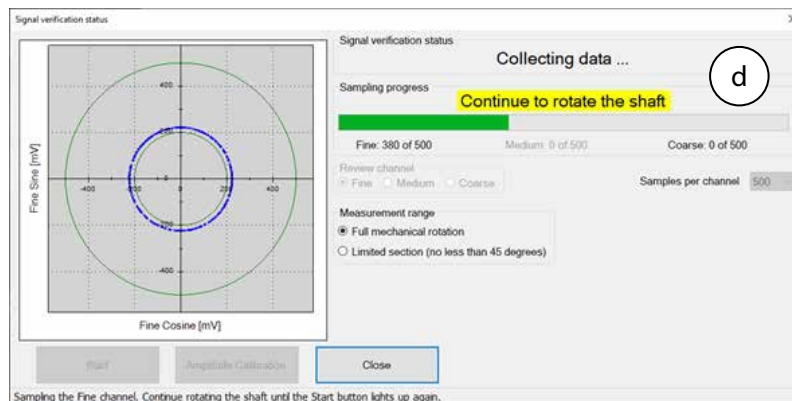 Signal verification status
Signal verification status
Collecting data ...
d
Sampling progress
Continue to rotate the shaft
Fine: 380 of 500 Medium: 0 of 500 Coarse: 0 of 500
Review channel
Fine Medium Coarse
Samples per channel 500
Measurement range
Full mechanical rotation
Limited section (no less than 45 degrees)
Fine Sine [mV]
400
200
-400 -200 0 200 400
-200
-400
Fine Cosine [mV]
Start Amplitude Calibration Close
Sampling the Fine channel. Continue rotating the shaft until the Start button lights up again.